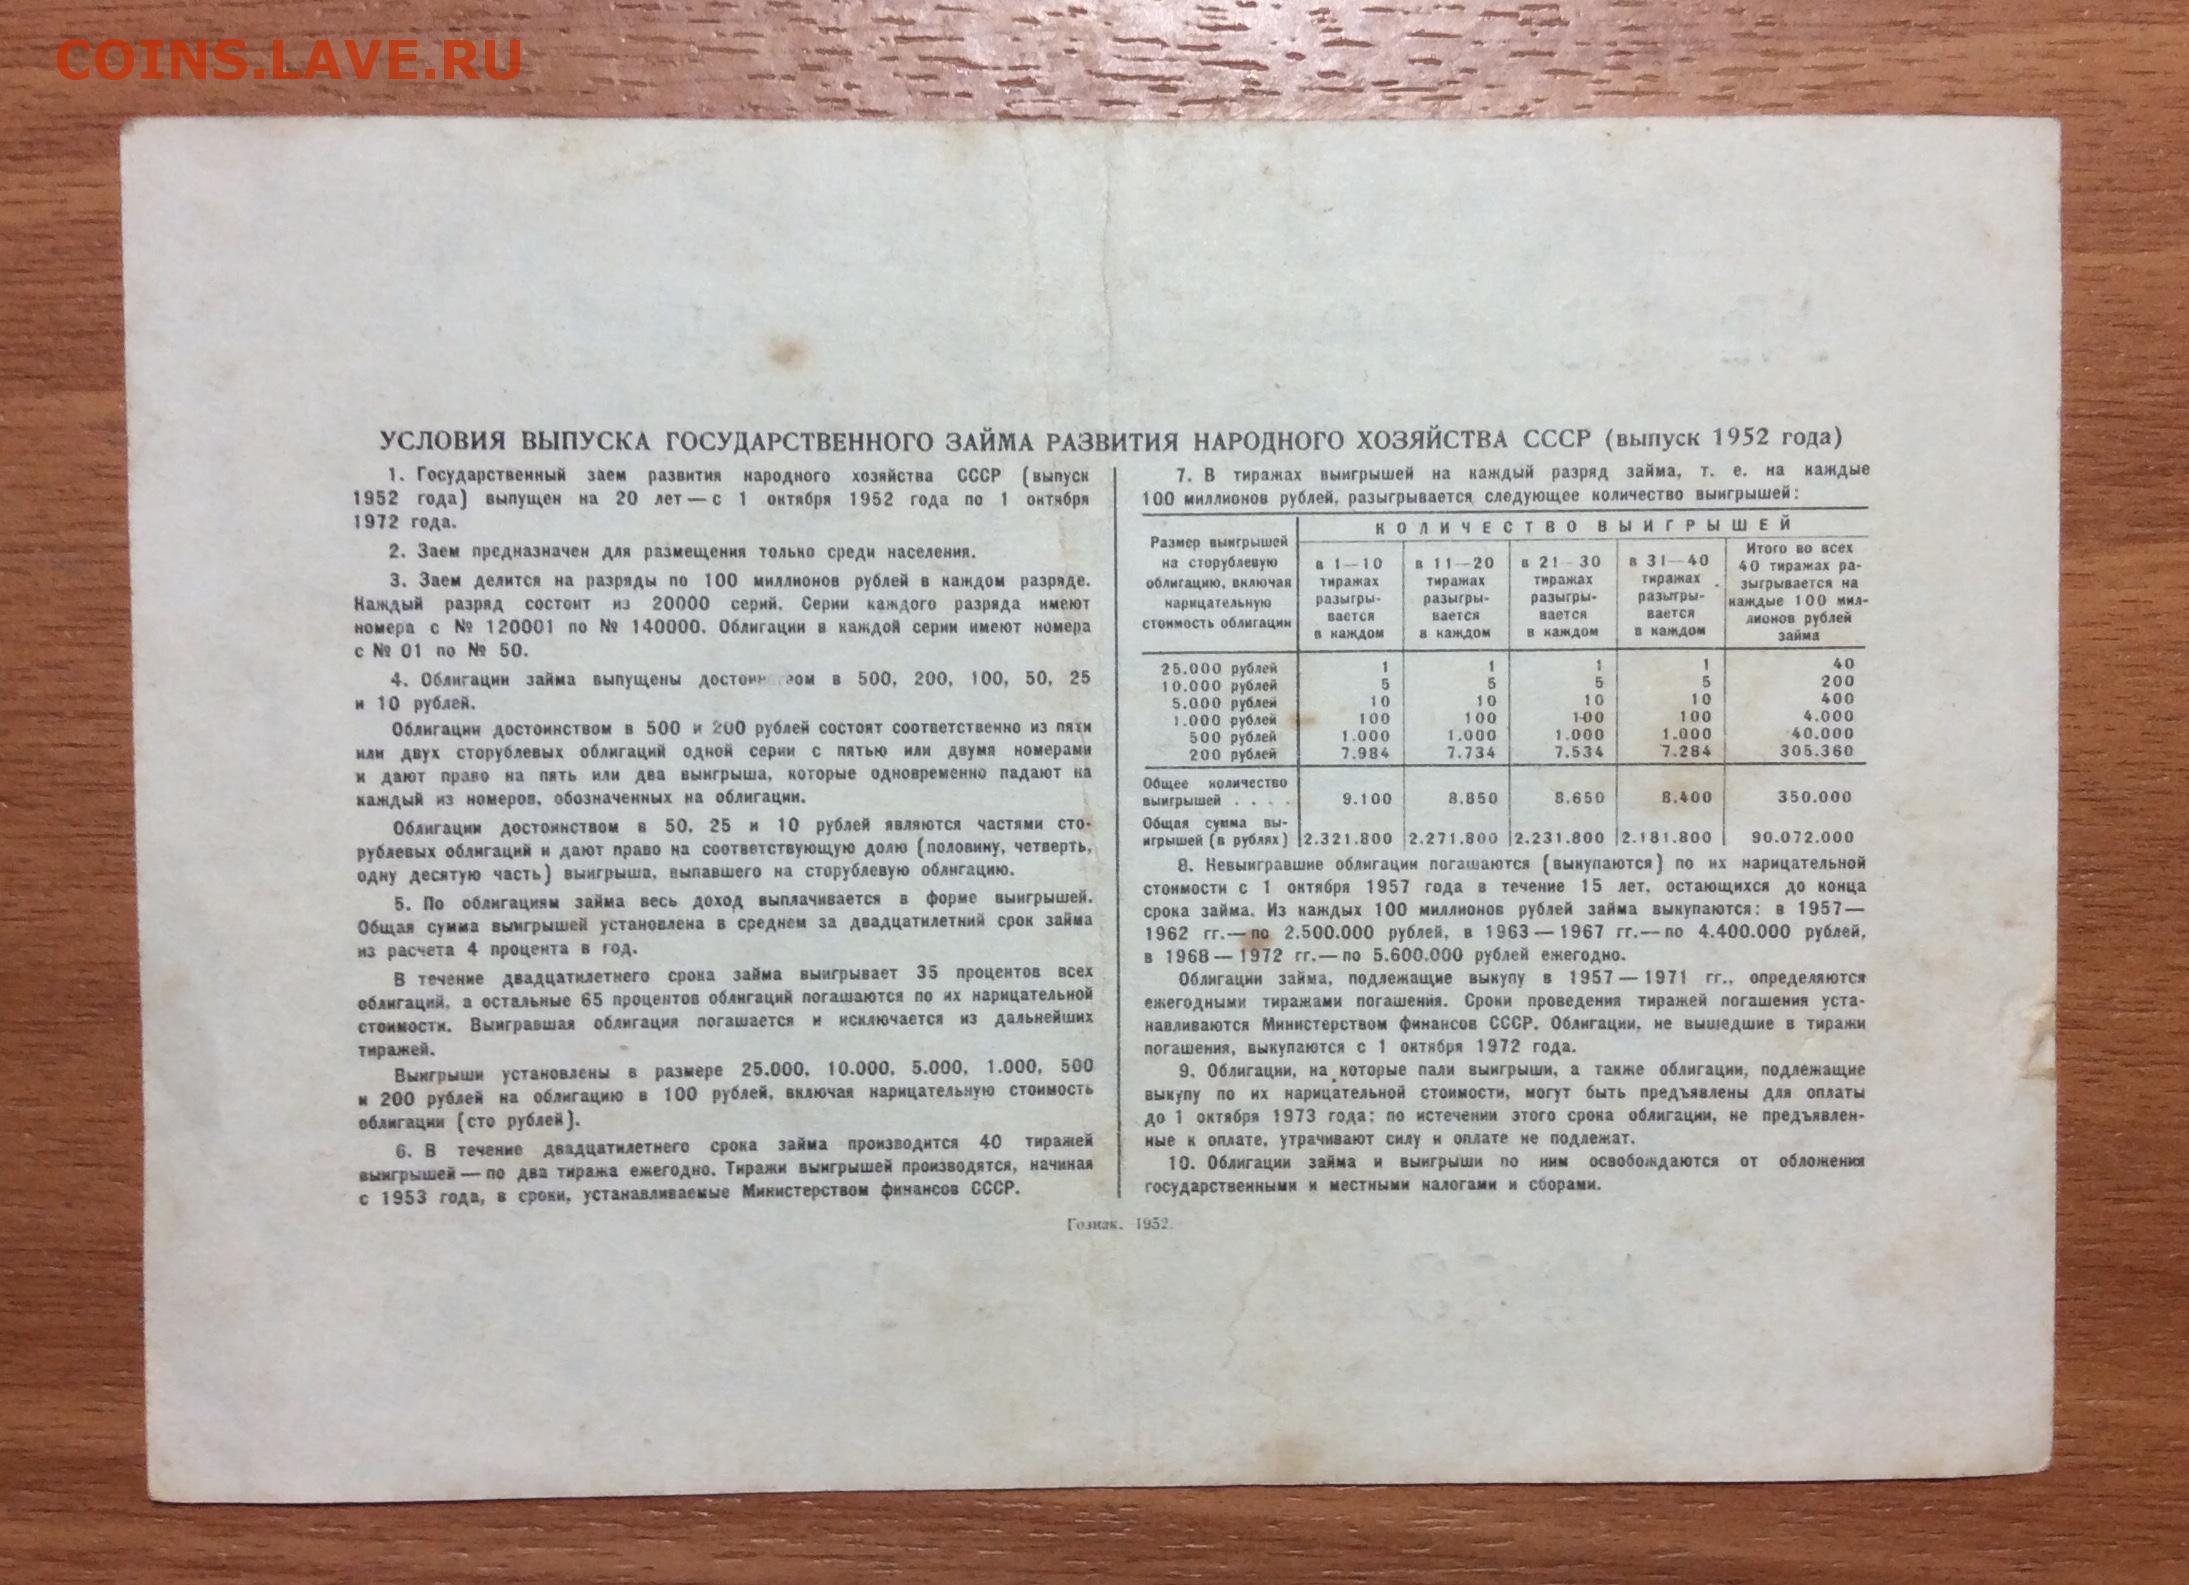 COINS.LAVE.RU
УСЛОВИЯ ВЫПУСКА ГОСУДАРСТВЕННОГО ЗАЙМА РАЗВИТИЯ НАРОДНОГО ХОЗЯЙСТВА СССР (выпуск 1952 года)
1. Государственный заем развития народного хозяйства СССР (выпуск
1952 года) выпущен на 20 лет — с 1 октября 1952 года по 1 октября
1972 года.
2. Заем предназначен для размещения только среди населения.
3. Заем делится на разряды по 100 миллионов рублей в каждом разряде.
Каждый разряд состоит из 20000 серий. Серии каждого разряда имеют
номера с № 120001 по № 140000. Облигации в каждой серии имеют номера
с № 01 по № 50.
4. Облигации займа выпущены в 500, 200, 100, 50, 25
и 10 рублей.
Облигации достоинством в 500 и 200 рублей состоят соответственно из пяти
или двух сторублевых облигаций одной серии с пятью или двумя номерами
и дают право на пять или два выигрыша, которые одновременно падают на
каждый из номеров, обозначенных на облигации.
Облигации достоинством в 50, 25 и 10 рублей являются частями сто-
рублевых облигаций и дают право на соответствующую долю (половину, четверть,
одну десятую часть) выигрыша, выпавшего на сторублевую облигацию.
5. По облигациям займа весь доход выплачивается в форме выигрышей.
Общая сумма выигрышей установлена в среднем за двадцатилетний срок займа
из расчета 4 процента в год.
В течение двадцатилетнего срока займа выигрывает 35 процентов всех
облигаций, а остальные 65 процентов облигаций погашаются по их нарицательной
стоимости. Выигравшая облигация погашается и исключается из дальнейших
тиражей.
Выигрыши установлены в размере 25.000, 10.000, 5.000, 1.000, 500
и 200 рублей на облигацию в 100 рублей, включая нарицательную стоимость
облигации (сто рублей).
6. В течение двадцатилетнего срока займа производится 40 тиражей
выигрышей — по два тиража ежегодно. Тиражи выигрышей производятся, начиная
с 1953 года, в сроки, устанавливаемые Министерством финансов СССР.
7. В тиражах выигрышей на каждый разряд займа, т. е. на каждые
100 миллионов рублей, разыгрывается следующее количество выигрышей:
Размер выигрышей
на сторублевую
облигацию, включая
нарицательную
стоимость облигации
КОЛИЧЕСТВО ВЫИГРЫШЕЙ
в 1—10
тиражах
разыгры-
вается
в каждом
в 11—20
тиражах
разыгры-
вается
в каждом
в 21—30
тиражах
разыгры-
вается
в каждом
в 31—40
тиражах
разыгры-
вается
в каждом
Итого во всех
40 тиражах ра-
зыгрывается на
каждые 100 мил-
лионов рублей
займа
25.000 рублей 1 1 1 1 40
10.000 рублей 5 5 5 5 200
5.000 рублей 10 10 10 10 400
1.000 рублей 100 100 100 100 4.000
500 рублей 1.000 1.000 1.000 1.000 40.000
200 рублей 7.984 7.734 7.534 7.284 305.360
Общее количество
выигрышей . . . . 9.100 8.850 8.650 8.400 350.000
Общая сумма вы-
игрышей (в рублях) 2.321.800 2.271.800 2.231.800 2.181.800 90.072.000
8. Невыигравшие облигации погашаются (выкупаются) по их нарицательной
стоимости с 1 октября 1957 года в течение 15 лет, остающихся до конца
срока займа. Из каждых 100 миллионов рублей займа выкупаются: в 1957—
1962 гг.—по 2.500.000 рублей, в 1963—1967 гг.—по 4.400.000 рублей,
в 1968—1972 гг.—по 5.600.000 рублей ежегодно.
Облигации займа, подлежащие выкупу в 1957—1971 гг., определяются
ежегодными тиражами погашения. Сроки проведения тиражей погашения уста-
навливаются Министерством финансов СССР. Облигации, не вышедшие в тиражи
погашения, выкупаются с 1 октября 1972 года.
9. Облигации, на которые пали выигрыши, а также облигации, подлежащие
выкупу по их нарицательной стоимости, могут быть предъявлены для оплаты
до 1 октября 1973 года; по истечении этого срока облигации, не предъявлен-
ные к оплате, утрачивают силу и оплате не подлежат.
10. Облигации займа и выигрыши по ним освобождаются от обложения
государственными и местными налогами и сборами.
Гознак. 1952.